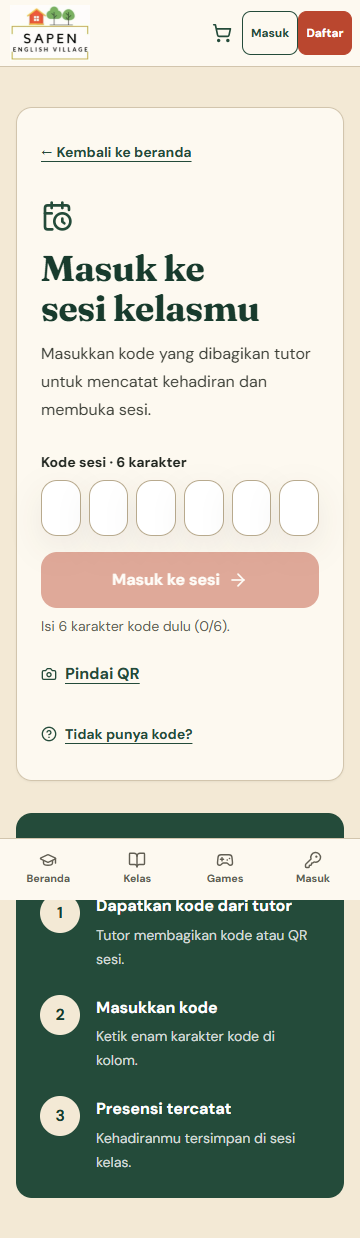 SAPEN
ENGLISH VILLAGE
Masuk
Daftar
← Kembali ke beranda
Masuk ke
sesi kelasmu
Masukkan kode yang dibagikan tutor
untuk mencatat kehadiran dan
membuka sesi.
Kode sesi · 6 karakter
Masuk ke sesi →
Isi 6 karakter kode dulu (0/6).
Pindai QR
Tidak punya kode?
Beranda
Kelas
Games
Masuk
1
Dapatkan kode dari tutor
Tutor membagikan kode atau QR
sesi.
2
Masukkan kode
Ketik enam karakter kode di
kolom.
3
Presensi tercatat
Kehadiranmu tersimpan di sesi
kelas.